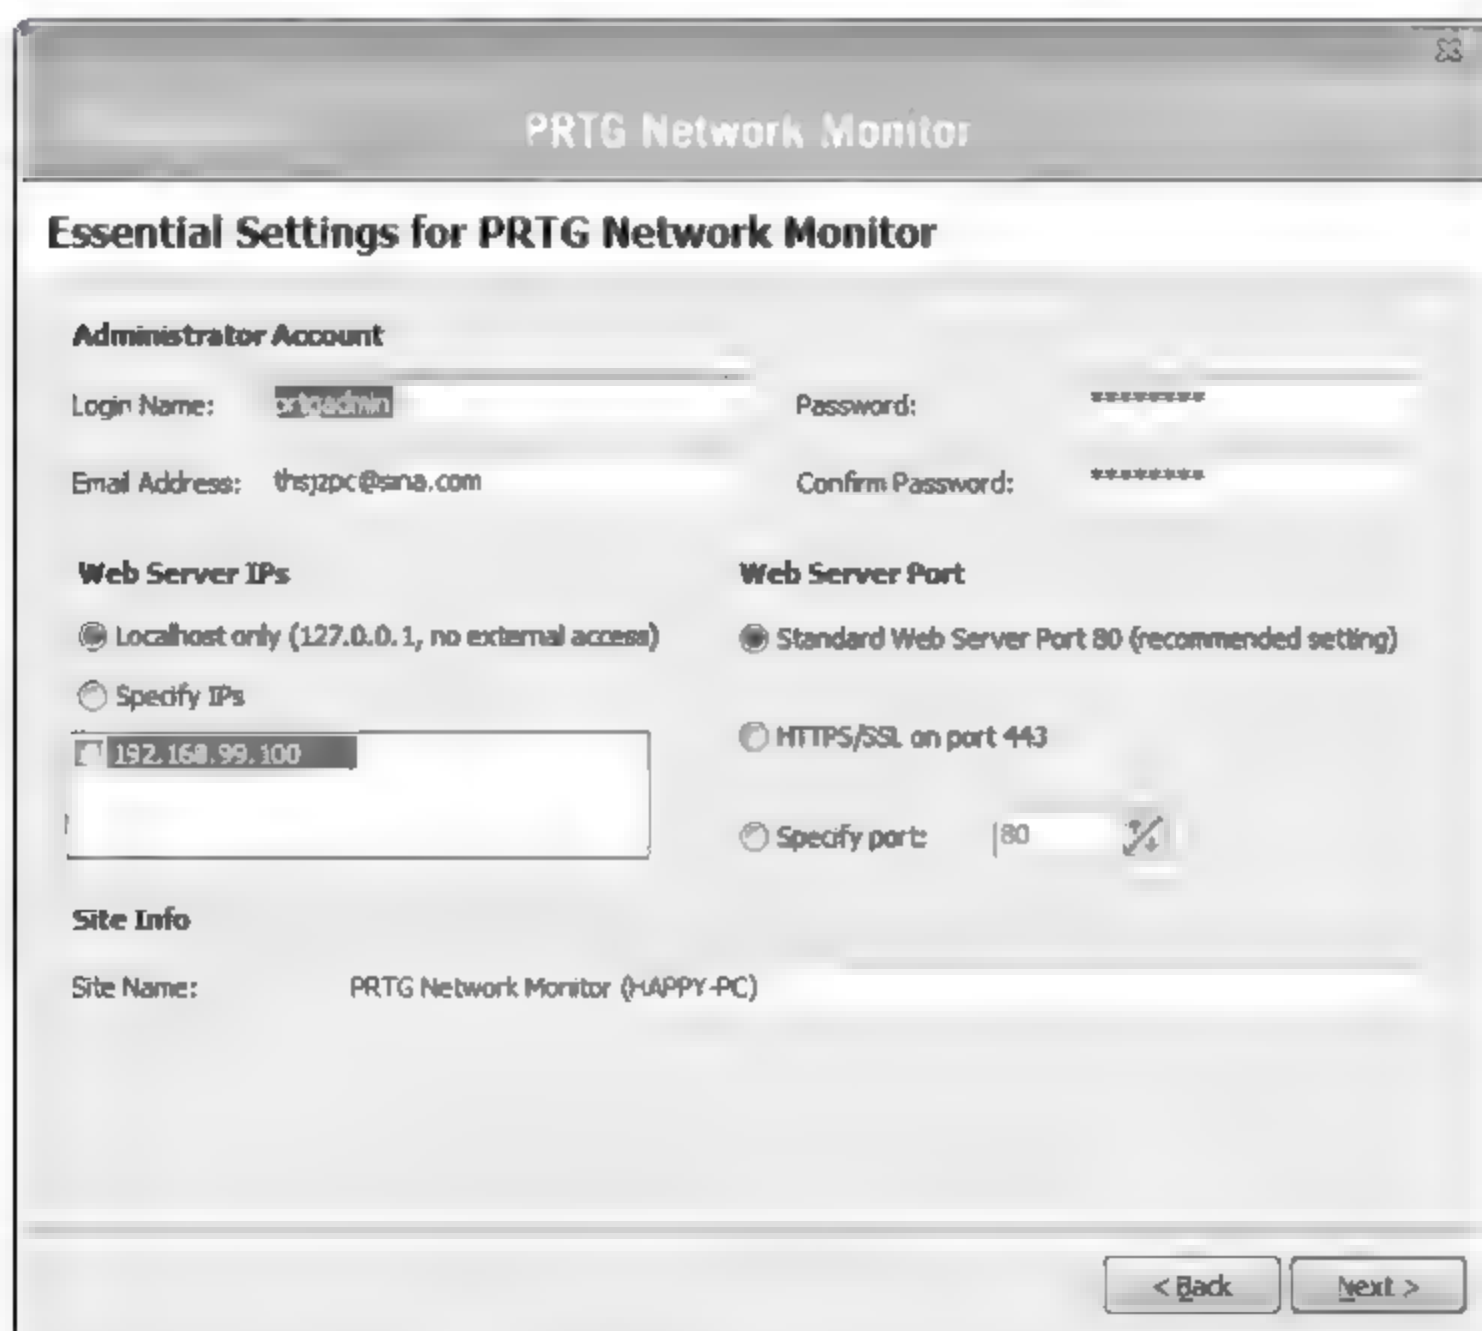 PRTG Network Monitor
Essential Settings for PRTG Network Monitor
Administrator Account
Login Name: prtgadmin Password: ********
Email Address: thsjzpc@sina.com Confirm Password: ********
Web Server IPs Web Server Port
Localhost only (127.0.0.1, no external access) Standard Web Server Port 80 (recommended setting)
Specify IPs
192.168.99.100 HTTPS/SSL on port 443
Specify port: 80
Site Info
Site Name: PRTG Network Monitor (HAPPY-PC)
< Back Next >